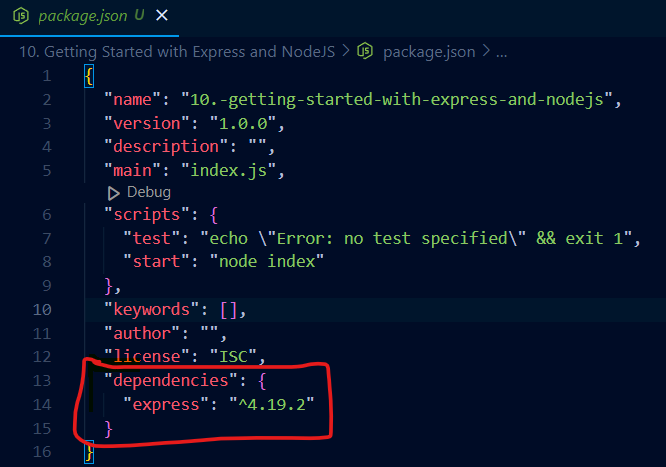 package.json U
10. Getting Started with Express and NodeJS > package.json > ...
1 {
2 "name": "10.-getting-started-with-express-and-nodejs",
3 "version": "1.0.0",
4 "description": "",
5 "main": "index.js",
Debug
6 "scripts": {
7 "test": "echo \"Error: no test specified\" && exit 1",
8 "start": "node index"
9 },
10 "keywords": [],
11 "author": "",
12 "license": "ISC",
13 "dependencies": {
14 "express": "^4.19.2"
15 }
16 }